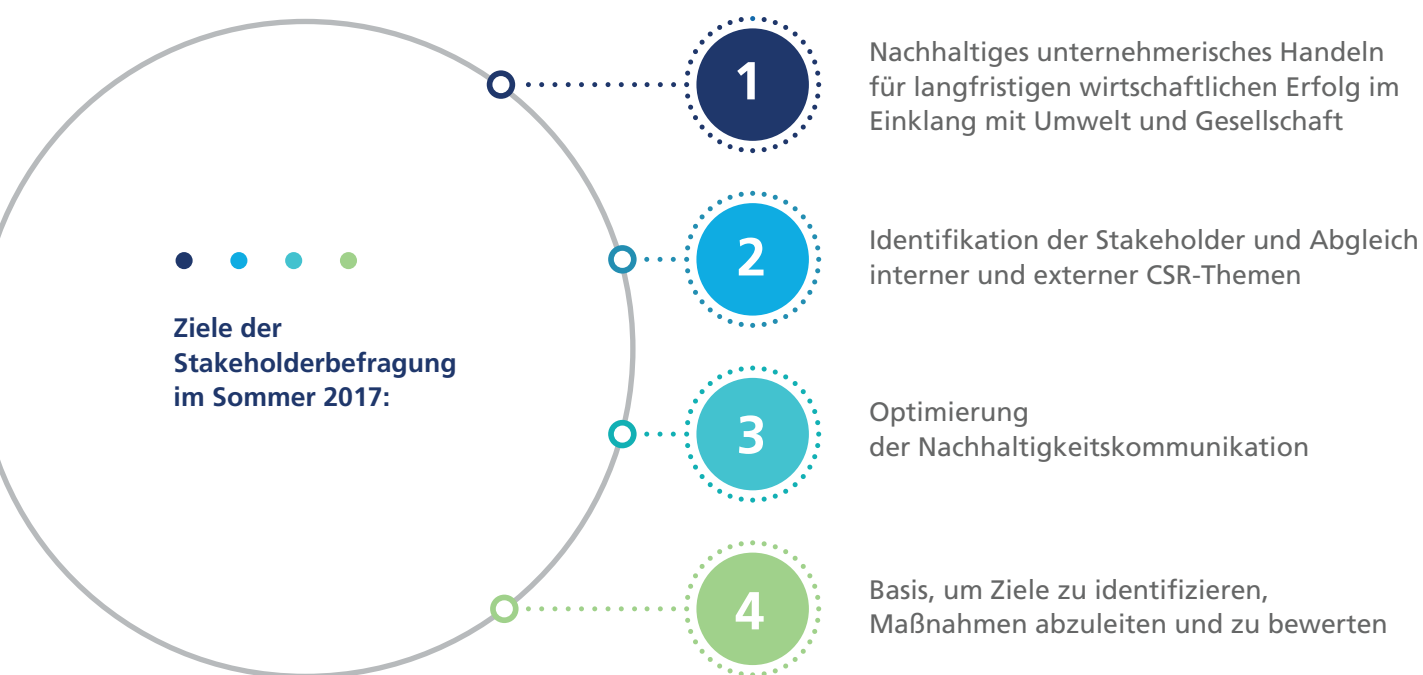 Ziele der
Stakeholderbefragung
im Sommer 2017:
1
Nachhaltiges unternehmerisches Handeln
für langfristigen wirtschaftlichen Erfolg im
Einklang mit Umwelt und Gesellschaft
2
Identifikation der Stakeholder und Abgleich
interner und externer CSR-Themen
3
Optimierung
der Nachhaltigkeitskommunikation
4
Basis, um Ziele zu identifizieren,
Maßnahmen abzuleiten und zu bewerten